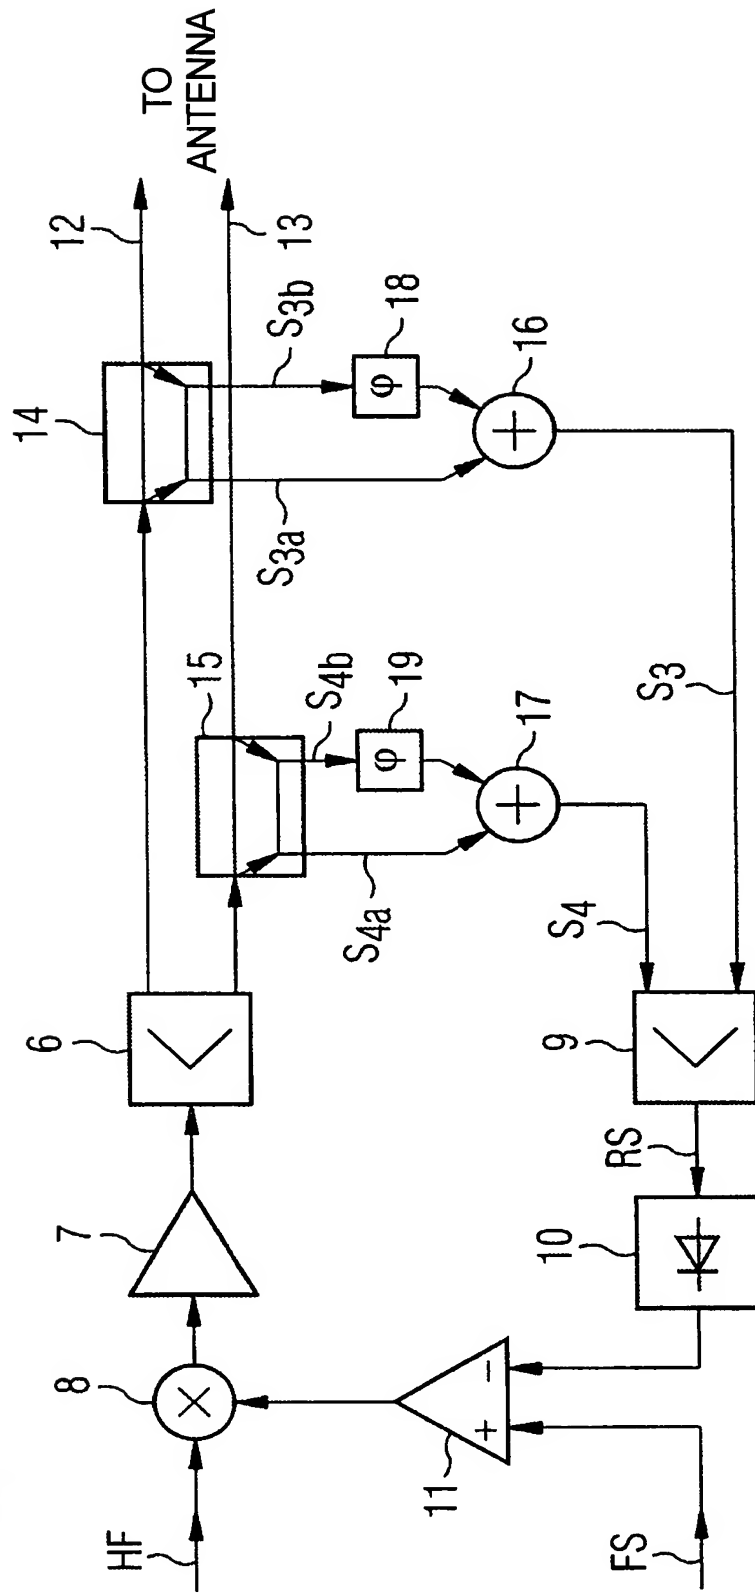 TO
ANTENNA
12
13
14
S3b
18
16
S3a
15
S4b
19
17
S3
S4a
S4
6
9
RS
7
10
8
11
HF
FS
φ
φ
+
+
×
+
-